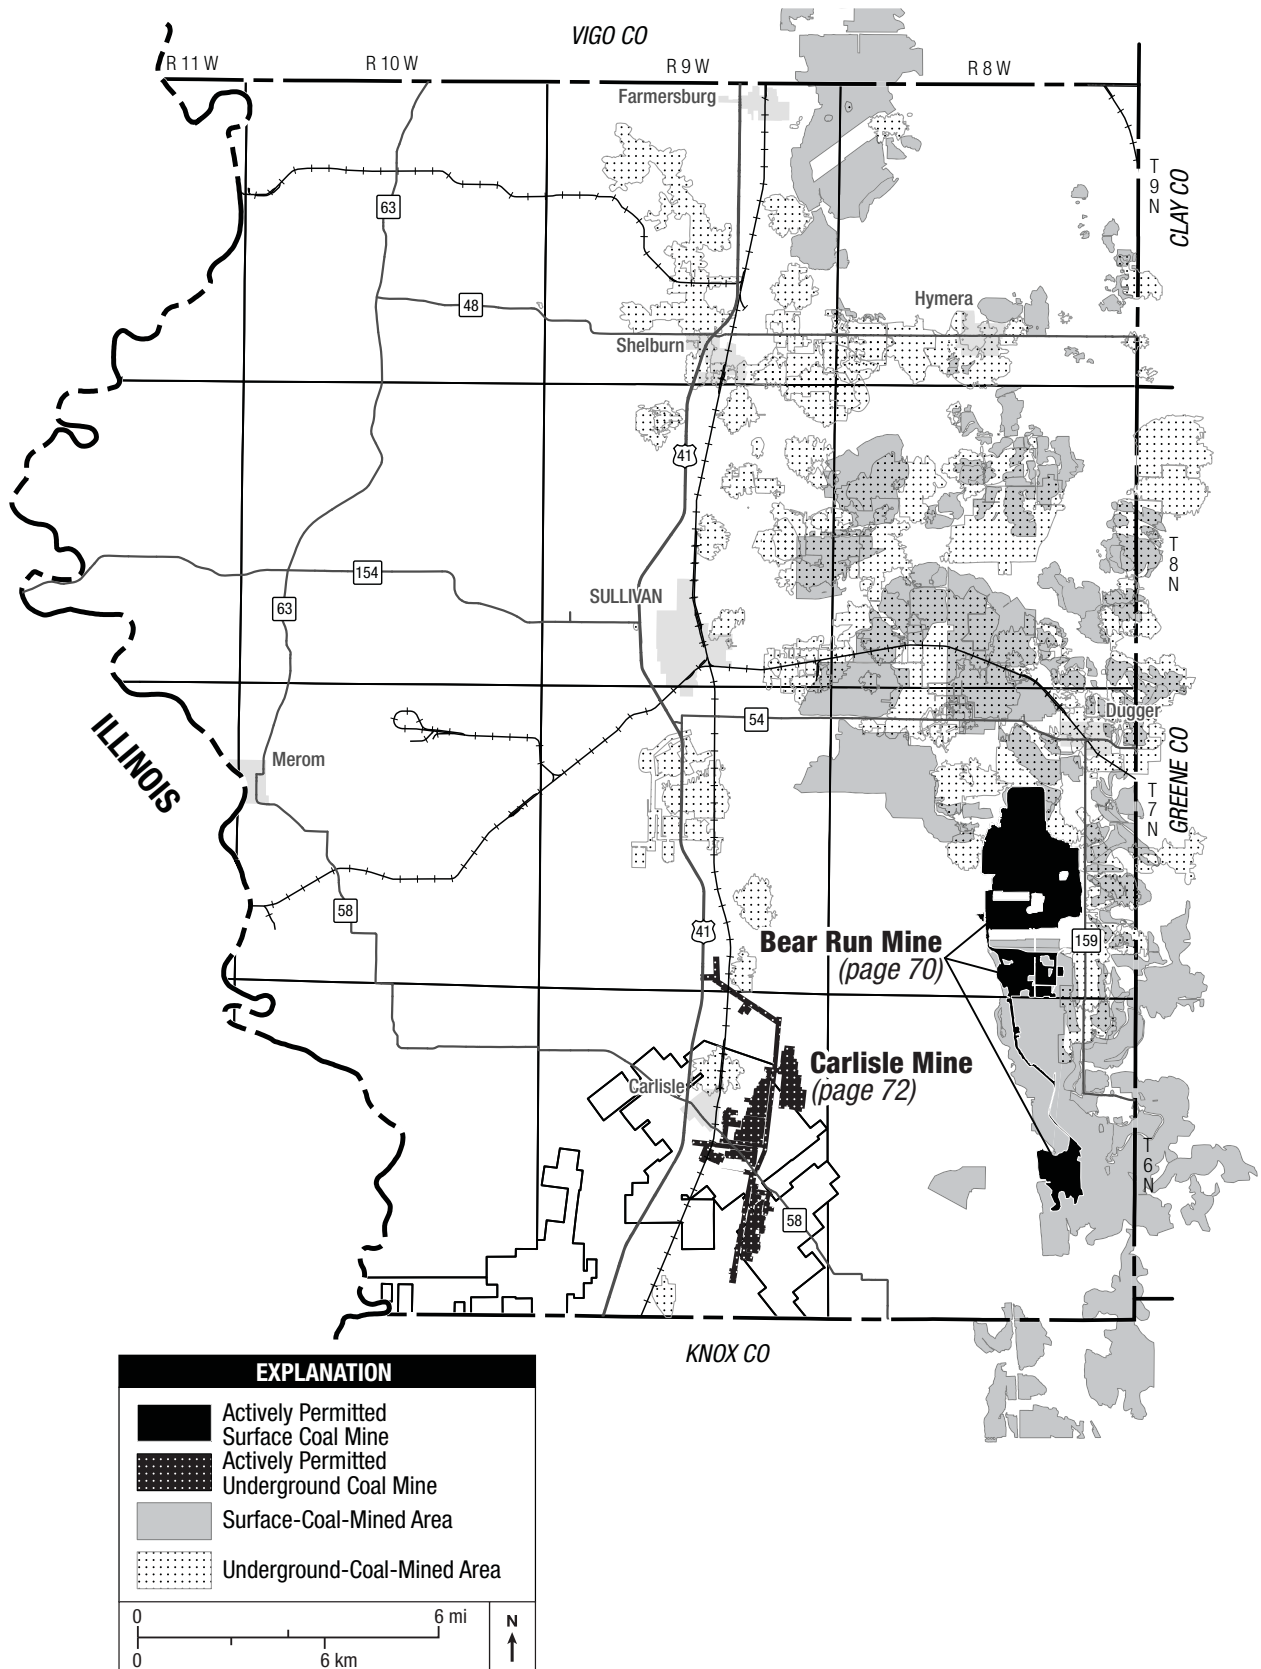 VIGO CO
R 11 W
R 10 W
R 9 W
R 8 W
Farmersburg
T
9
N
CLAY CO
63
48
Hymera
Shelburn
41
T
8
N
154
SULLIVAN
63
ILLINOIS
54
Dugger
Merom
T
7
N
GREENE CO
58
41
Bear Run Mine
(page 70)
159
Carlisle Mine
(page 72)
Carlisle
T
6
N
58
KNOX CO
EXPLANATION
Actively Permitted
Surface Coal Mine
Actively Permitted
Underground Coal Mine
Surface-Coal-Mined Area
Underground-Coal-Mined Area
0
6 mi
0
6 km
N